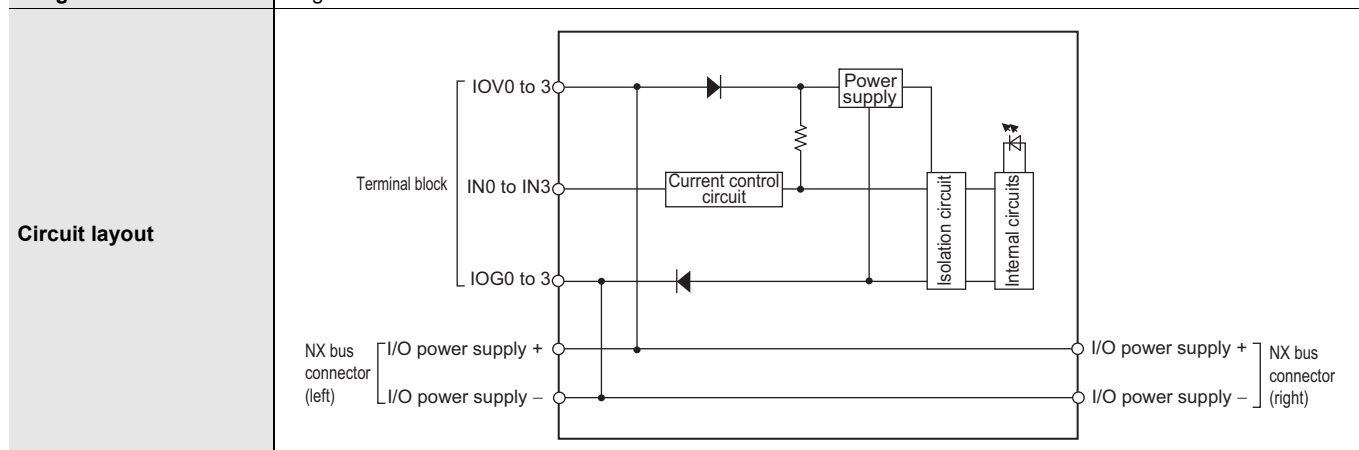 Circuit layout
IOV0 to 3
Power
supply
Terminal block
IN0 to IN3
Current control
circuit
Isolation circuit
Internal circuits
IOG0 to 3
NX bus
connector
(left)
I/O power supply +
I/O power supply –
I/O power supply +
I/O power supply –
NX bus
connector
(right)